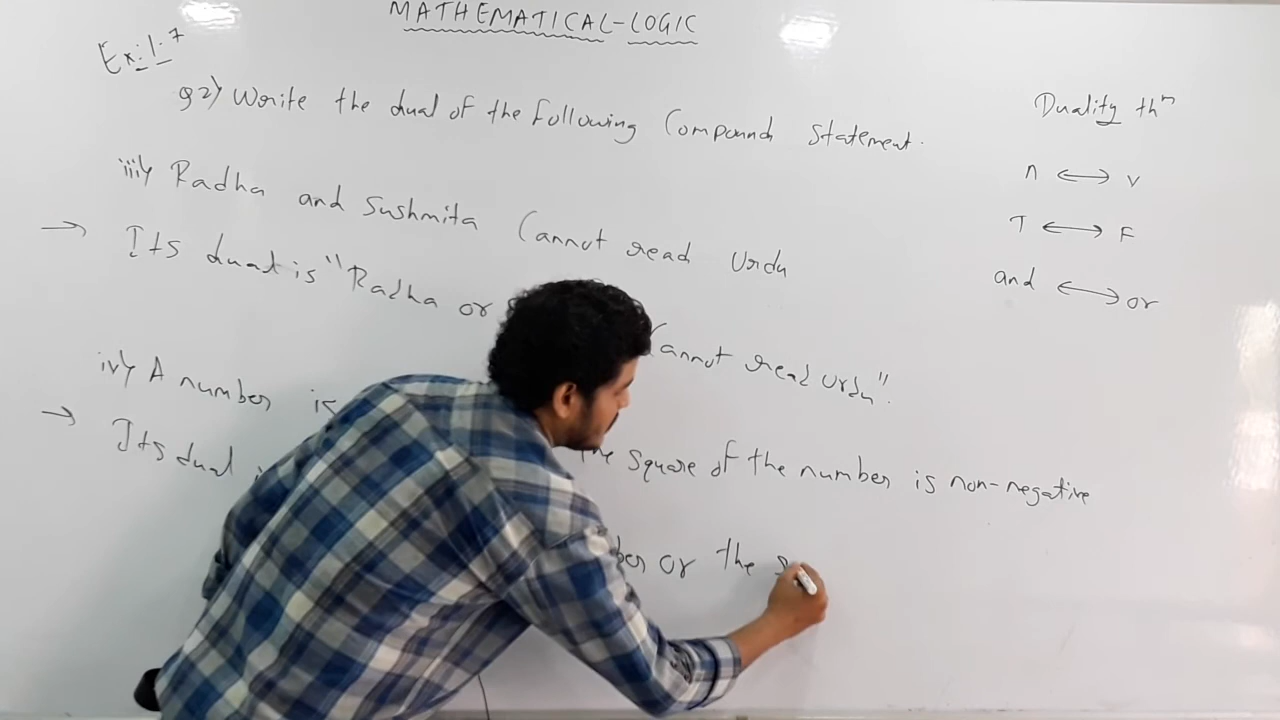 MATHEMATICAL-LOGIC
Ex:1.7
Q2) Write the dual of the following Compound Statement.
iii) Radha and Sushmita Cannot read Urdu
→ Its dual is "Radha or Cannot read Urdu".
iv) A number is the square of the number is non-negative
→ Its dual or the s
Duality thⁿ
∧ ⟷ ∨
T ⟷ F
and ⟷ or